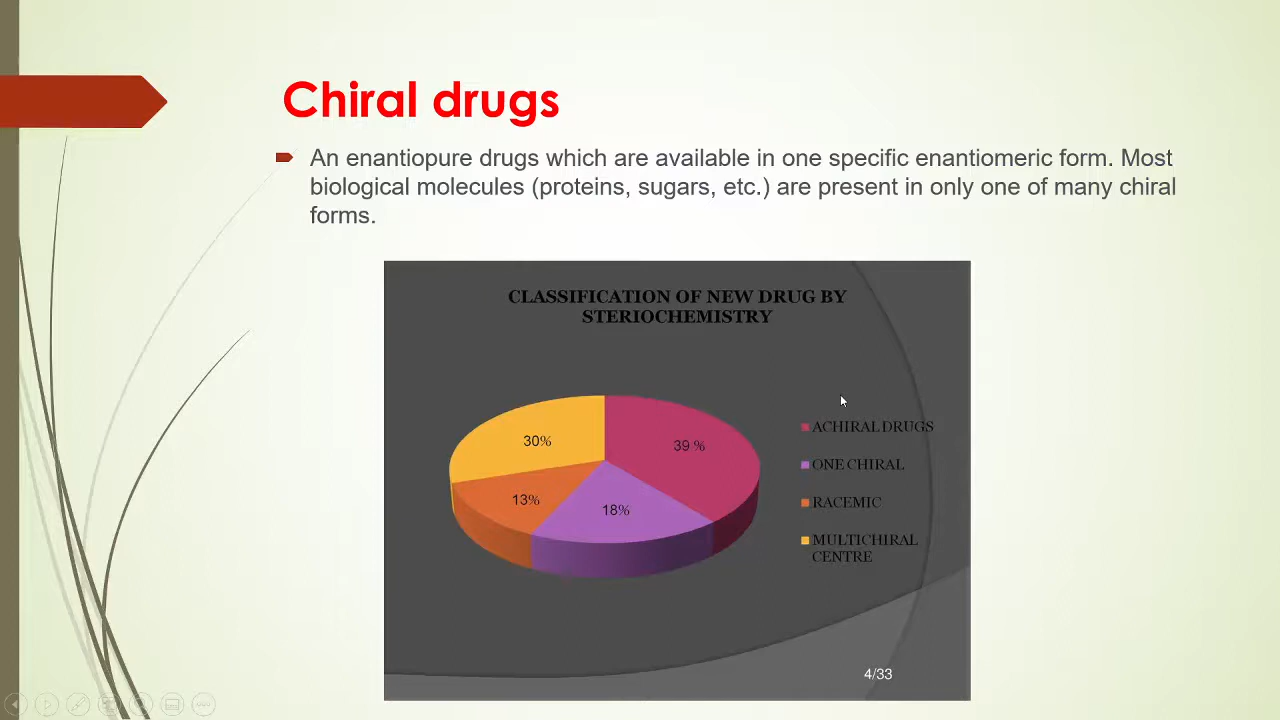 Chiral drugs
An enantiopure drugs which are available in one specific enantiomeric form. Most
biological molecules (proteins, sugars, etc.) are present in only one of many chiral
forms.
CLASSIFICATION OF NEW DRUG BY
STERIOCHEMISTRY
30%
39 %
13%
18%
ACHIRAL DRUGS
ONE CHIRAL
RACEMIC
MULTICHIRAL
CENTRE
4/33